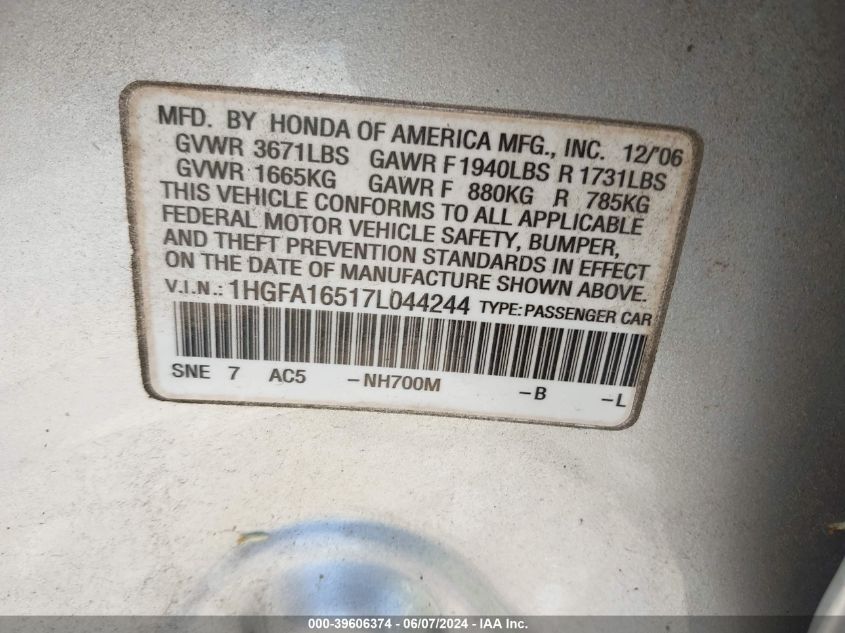 MFD. BY HONDA OF AMERICA MFG., INC. 12/'06
GVWR 3671LBS GAWR F 1940LBS R 1731LBS
GVWR 1665KG GAWR F 880KG R 785KG
THIS VEHICLE CONFORMS TO ALL APPLICABLE
FEDERAL MOTOR VEHICLE SAFETY, BUMPER,
AND THEFT PREVENTION STANDARDS IN EFFECT
ON THE DATE OF MANUFACTURE SHOWN ABOVE.
V.I.N.: 1HGFA16517L044244 TYPE: PASSENGER CAR
SNE 7 AC5 -NH700M -B -L
000-39606374 - 06/07/2024 - IAA Inc.